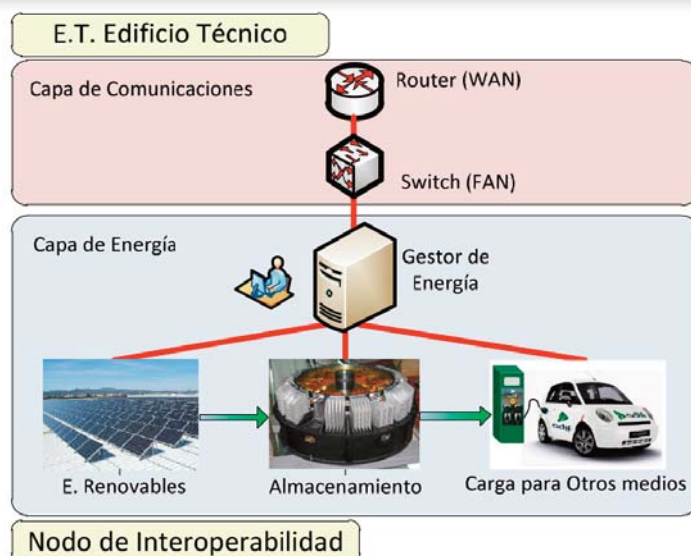 E.T. Edificio Técnico
Capa de Comunicaciones
Router (WAN)
Switch (FAN)
Capa de Energía
Gestor de
Energía
adif
E. Renovables
Almacenamiento
Carga para Otros medios
Nodo de Interoperabilidad